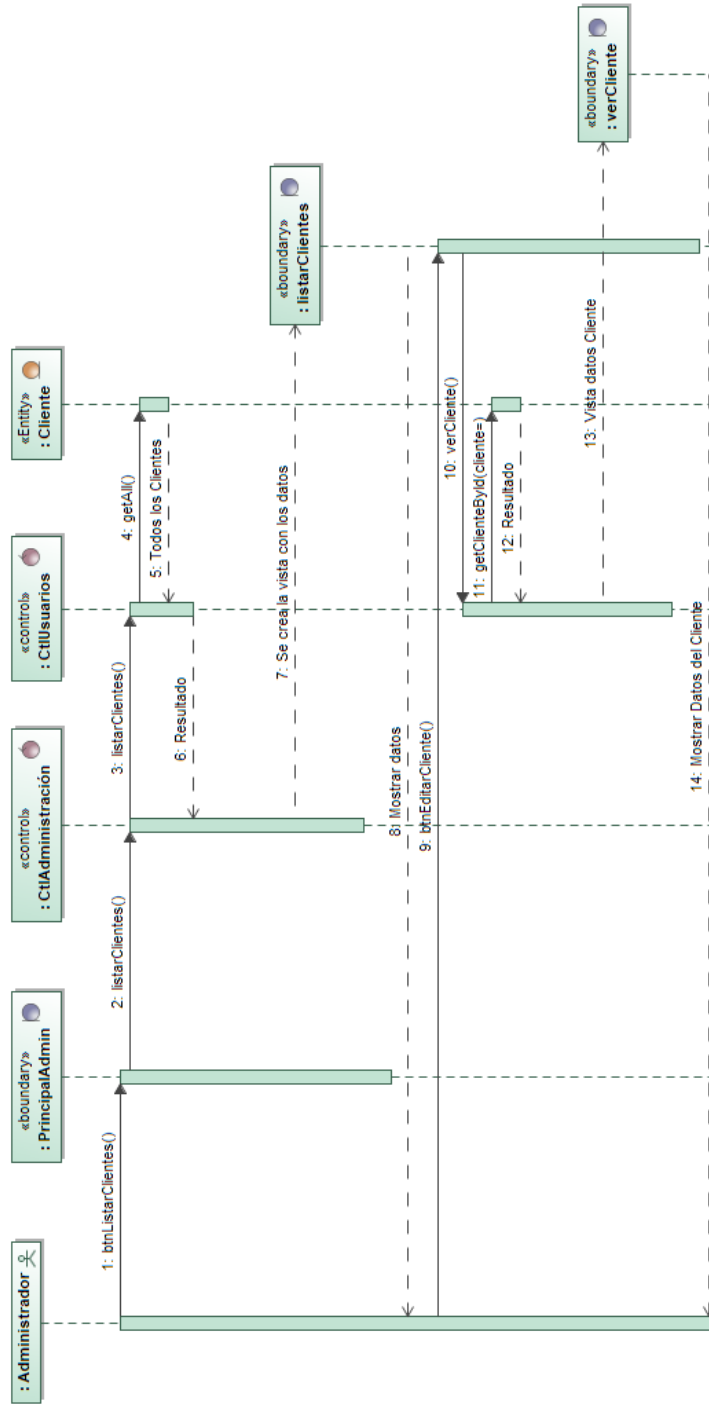 : Administrador
«boundary»
: PrincipalAdmin
«control»
: CtlAdministración
«control»
: CtlUsuarios
«Entity»
: Cliente
«boundary»
: listarClientes
«boundary»
: verCliente
1: btnListarClientes()
2: listarClientes()
3: listarClientes()
4: getAll()
5: Todos los Clientes
6: Resultado
7: Se crea la vista con los datos
8: Mostrar datos
9: btnEditarCliente()
10: verCliente()
11: getClienteById(cliente=)
12: Resultado
13: Vista datos Cliente
14: Mostrar Datos del Cliente